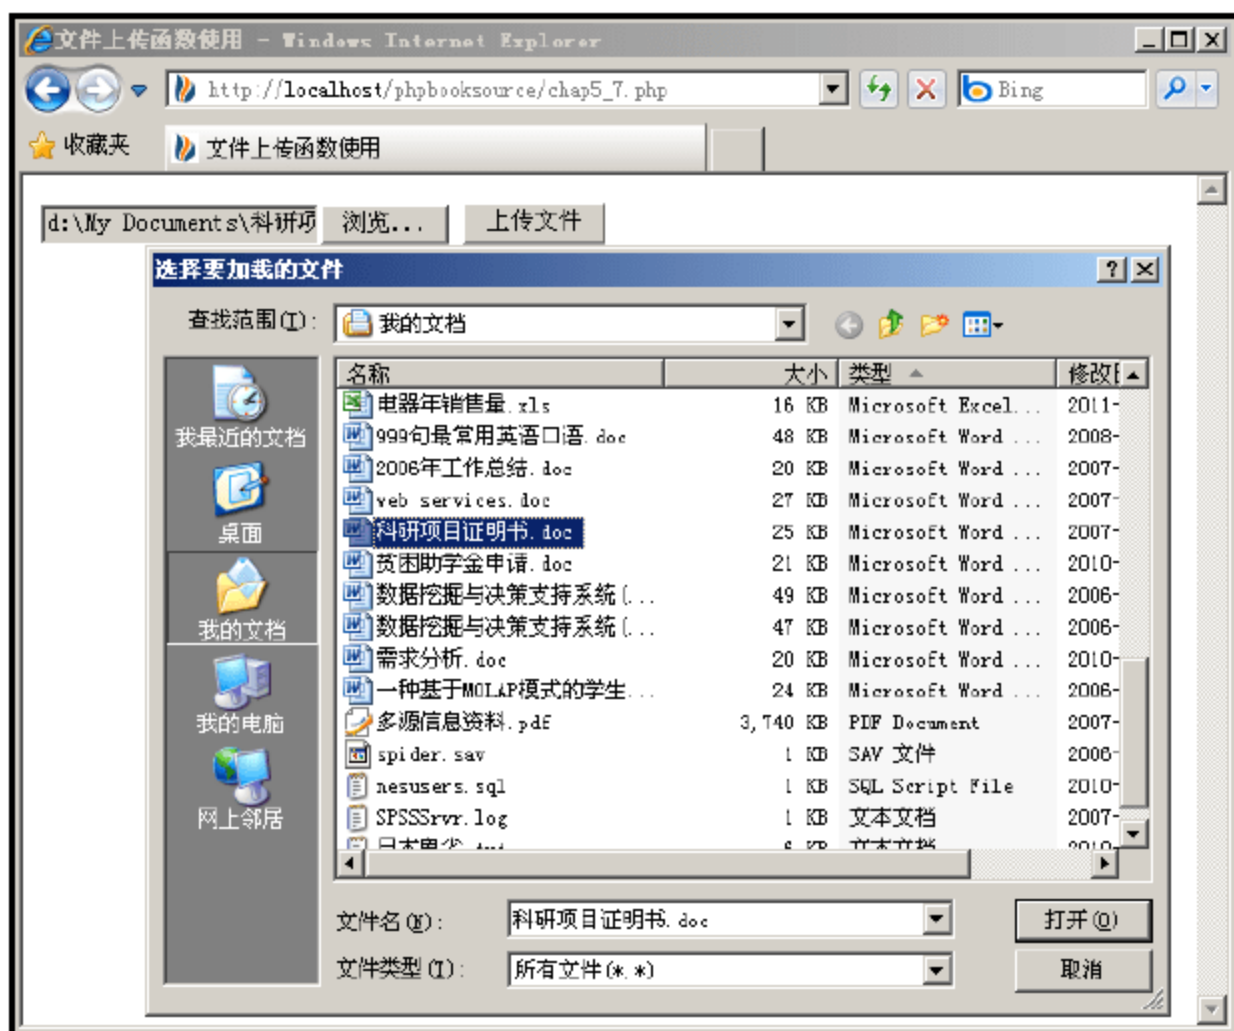 文件上传函数使用 - Windows Internet Explorer
http://localhost/phpbooksource/chap5_7.php
Bing
收藏夹 文件上传函数使用
d:\My Documents\科研项 浏览... 上传文件
选择要加载的文件
查找范围(I): 我的文档
名称 大小 类型 修改
电器年销售量.xls 16 KB Microsoft Excel... 2011-
999句最常用英语口语.doc 48 KB Microsoft Word ... 2008-
2006年工作总结.doc 20 KB Microsoft Word ... 2007-
web services.doc 27 KB Microsoft Word ... 2007-
科研项目证明书.doc 25 KB Microsoft Word ... 2007-
贫困助学金申请.doc 21 KB Microsoft Word ... 2010-
数据挖掘与决策支持系统(... 49 KB Microsoft Word ... 2006-
数据挖掘与决策支持系统(... 47 KB Microsoft Word ... 2006-
需求分析.doc 20 KB Microsoft Word ... 2010-
一种基于MOLAP模式的学生... 24 KB Microsoft Word ... 2006-
多源信息资料.pdf 3,740 KB PDF Document 2007-
spider.sav 1 KB SAV 文件 2006-
nesusers.sql 1 KB SQL Script File 2010-
SPSSSrvr.log 1 KB 文本文档 2007-
我最近的文档
桌面
我的文档
我的电脑
网上邻居
文件名(N): 科研项目证明书.doc 打开(O)
文件类型(T): 所有文件(*.*) 取消